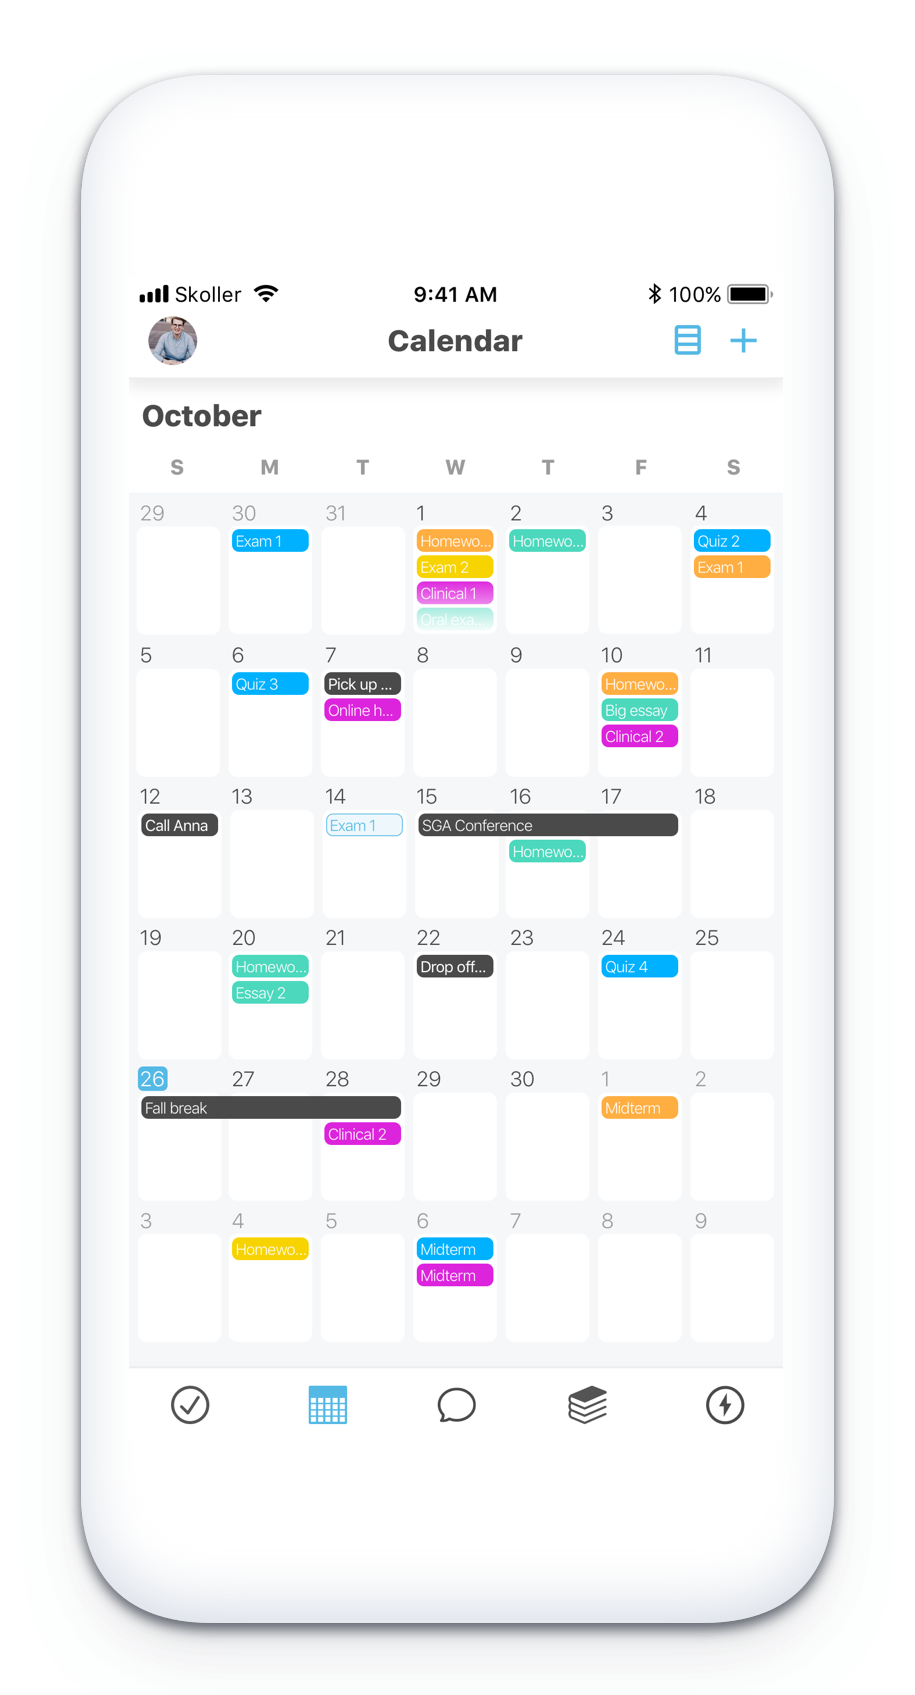 Skoller 9:41 AM 100%
Calendar
October
S M T W T F S
29 30 31 1 2 3 4
Exam 1 Homewo... Homewo... Quiz 2
Exam 2 Exam 1
Clinical 1
Oral exa...
5 6 7 8 9 10 11
Quiz 3 Pick up ... Homewo...
Online h... Big essay
Clinical 2
12 13 14 15 16 17 18
Call Anna Exam 1 SGA Conference
Homewo...
19 20 21 22 23 24 25
Homewo... Drop off... Quiz 4
Essay 2
26 27 28 29 30 1 2
Fall break Midterm
Clinical 2
3 4 5 6 7 8 9
Homewo... Midterm
Midterm